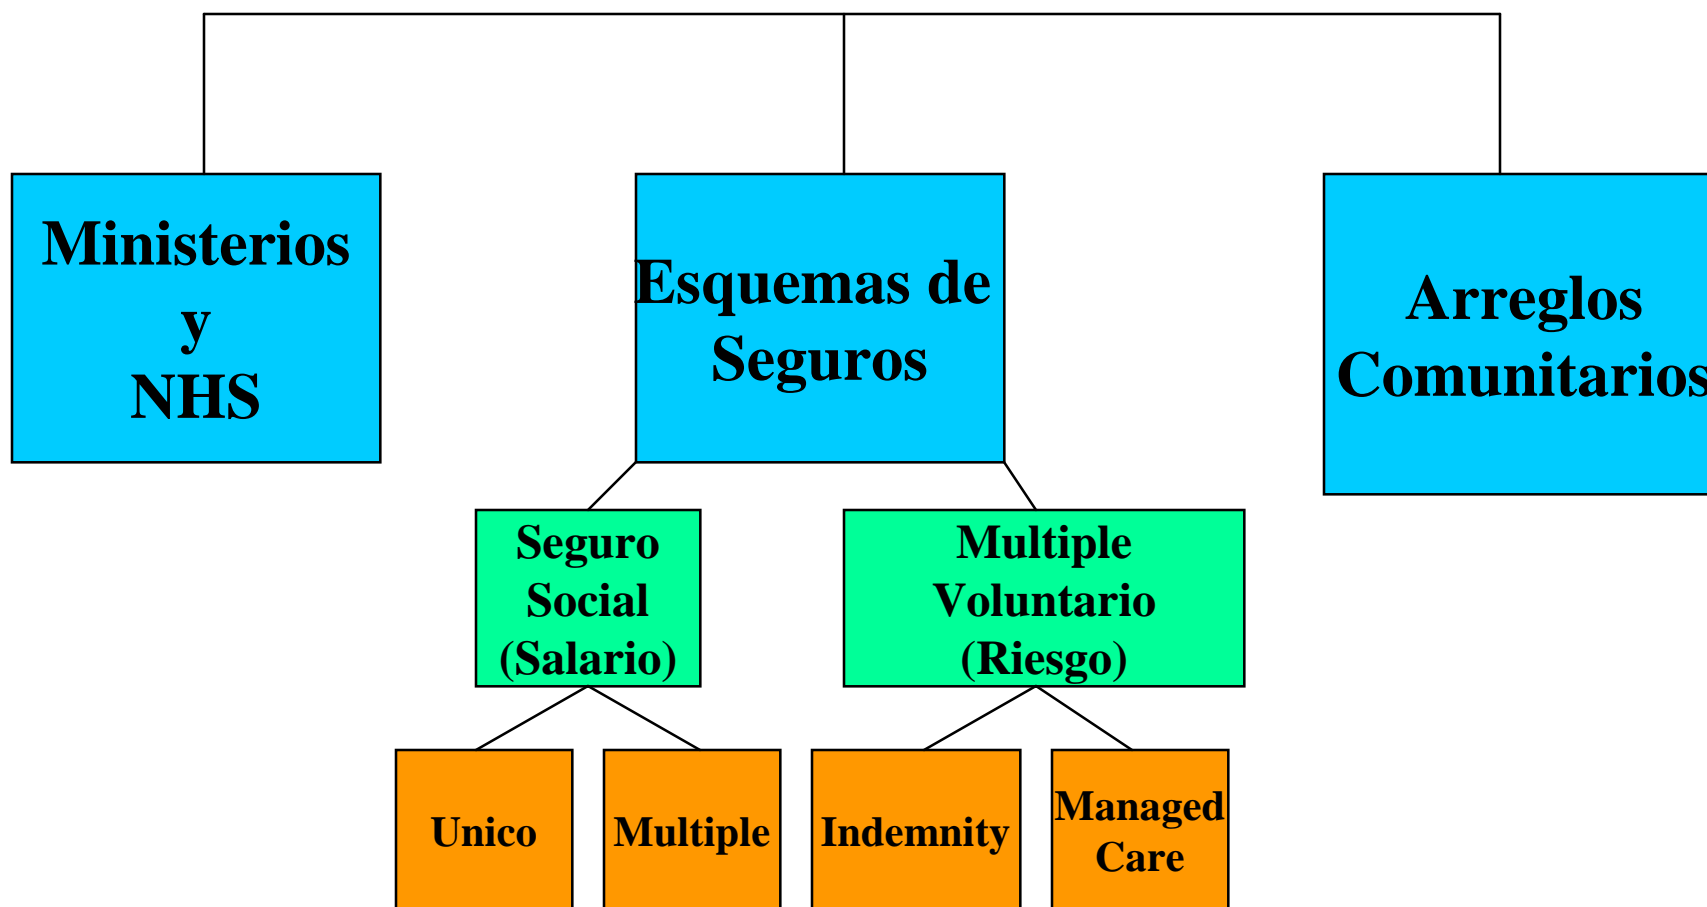 Ministerios
y
NHS
Esquemas de
Seguros
Arreglos
Comunitarios
Seguro
Social
(Salario)
Multiple
Voluntario
(Riesgo)
Unico
Multiple
Indemnity
Managed
Care